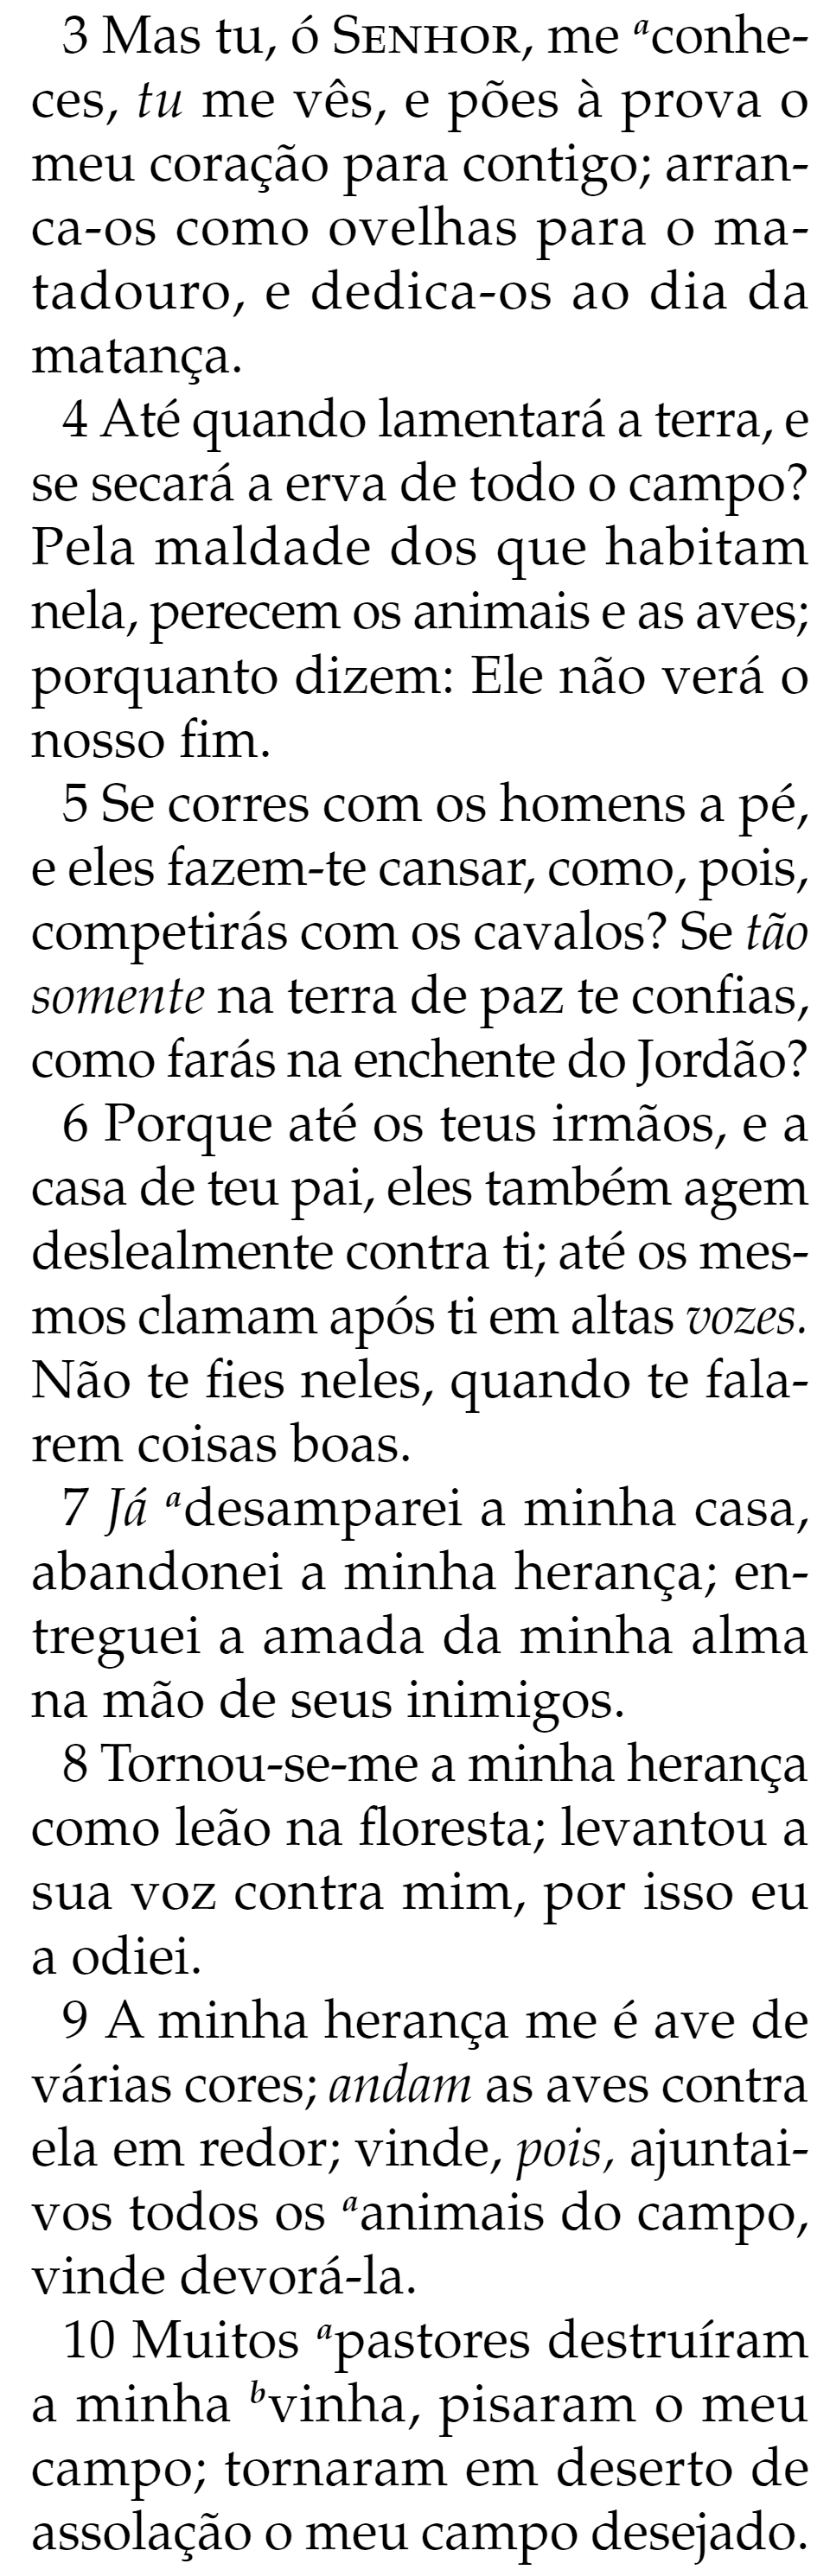 3 Mas tu, ó SENHOR, me ᵃconhe-
ces, tu me vês, e pões à prova o
meu coração para contigo; arran-
ca-os como ovelhas para o ma-
tadouro, e dedica-os ao dia da
matança.
4 Até quando lamentará a terra, e
se secará a erva de todo o campo?
Pela maldade dos que habitam
nela, perecem os animais e as aves;
porquanto dizem: Ele não verá o
nosso fim.
5 Se corres com os homens a pé,
e eles fazem-te cansar, como, pois,
competirás com os cavalos? Se tão
somente na terra de paz te confias,
como farás na enchente do Jordão?
6 Porque até os teus irmãos, e a
casa de teu pai, eles também agem
deslealmente contra ti; até os mes-
mos clamam após ti em altas vozes.
Não te fies neles, quando te fala-
rem coisas boas.
7 Já ᵃdesamparei a minha casa,
abandonei a minha herança; en-
treguei a amada da minha alma
na mão de seus inimigos.
8 Tornou-se-me a minha herança
como leão na floresta; levantou a
sua voz contra mim, por isso eu
a odiei.
9 A minha herança me é ave de
várias cores; andam as aves contra
ela em redor; vinde, pois, ajuntai-
vos todos os ᵃanimais do campo,
vinde devorá-la.
10 Muitos ᵃpastores destruíram
a minha ᵇvinha, pisaram o meu
campo; tornaram em deserto de
assolação o meu campo desejado.